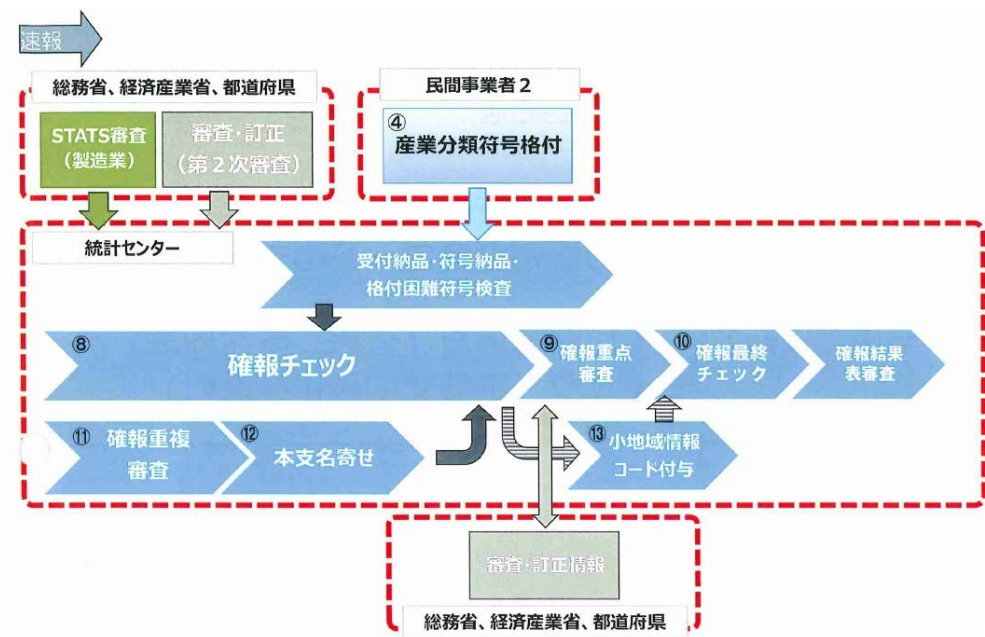 速報
総務省、経済産業省、都道府県
STATS審査
(製造業)
審査・訂正
(第2次審査)
民間事業者2
④
産業分類符号格付
統計センター
受付納品・符号納品・
格付困難符号検査
⑧
確報チェック
⑨
確報重点
審査
⑩
確報最終
チェック
確報結果
表審査
⑪
確報重複
審査
⑫
本支名寄せ
⑬
小地域情報
コード付与
審査・訂正情報
総務省、経済産業省、都道府県